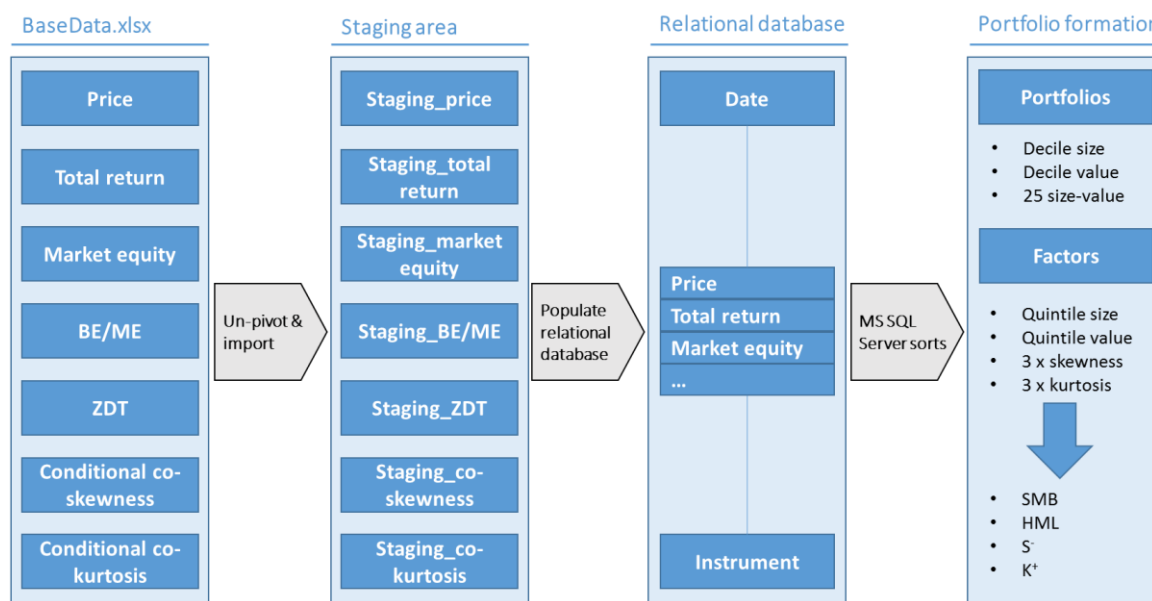 BaseData.xlsx
Price
Total return
Market equity
BE/ME
ZDT
Conditional co-
skewness
Conditional co-
kurtosis
Un-pivot &
import
Staging area
Staging_price
Staging_total
return
Staging_market
equity
Staging_BE/ME
Staging_ZDT
Staging_co-
skewness
Staging_co-
kurtosis
Populate
relational
database
Relational database
Date
Price
Total return
Market equity
...
Instrument
MS SQL
Server sorts
Portfolio formation
Portfolios
• Decile size
• Decile value
• 25 size-value
Factors
• Quintile size
• Quintile value
• 3 x skewness
• 3 x kurtosis
• SMB
• HML
• S⁻
• K⁺